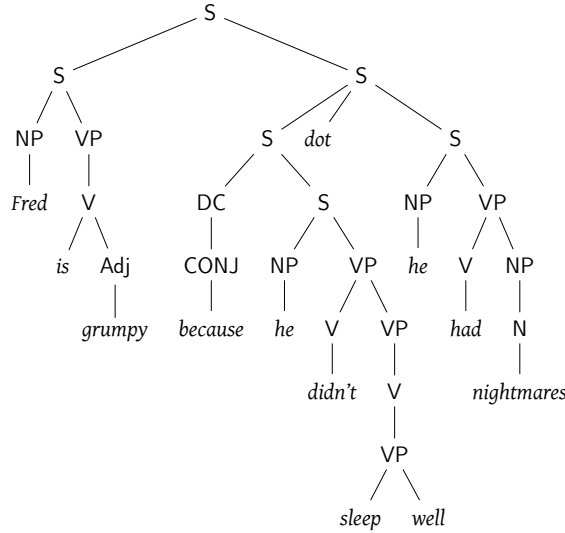 S
S S
NP VP S dot S
Fred V DC S NP VP
is Adj CONJ NP VP he V NP
grumpy because he V VP had N
didn't V nightmares
VP
sleep well